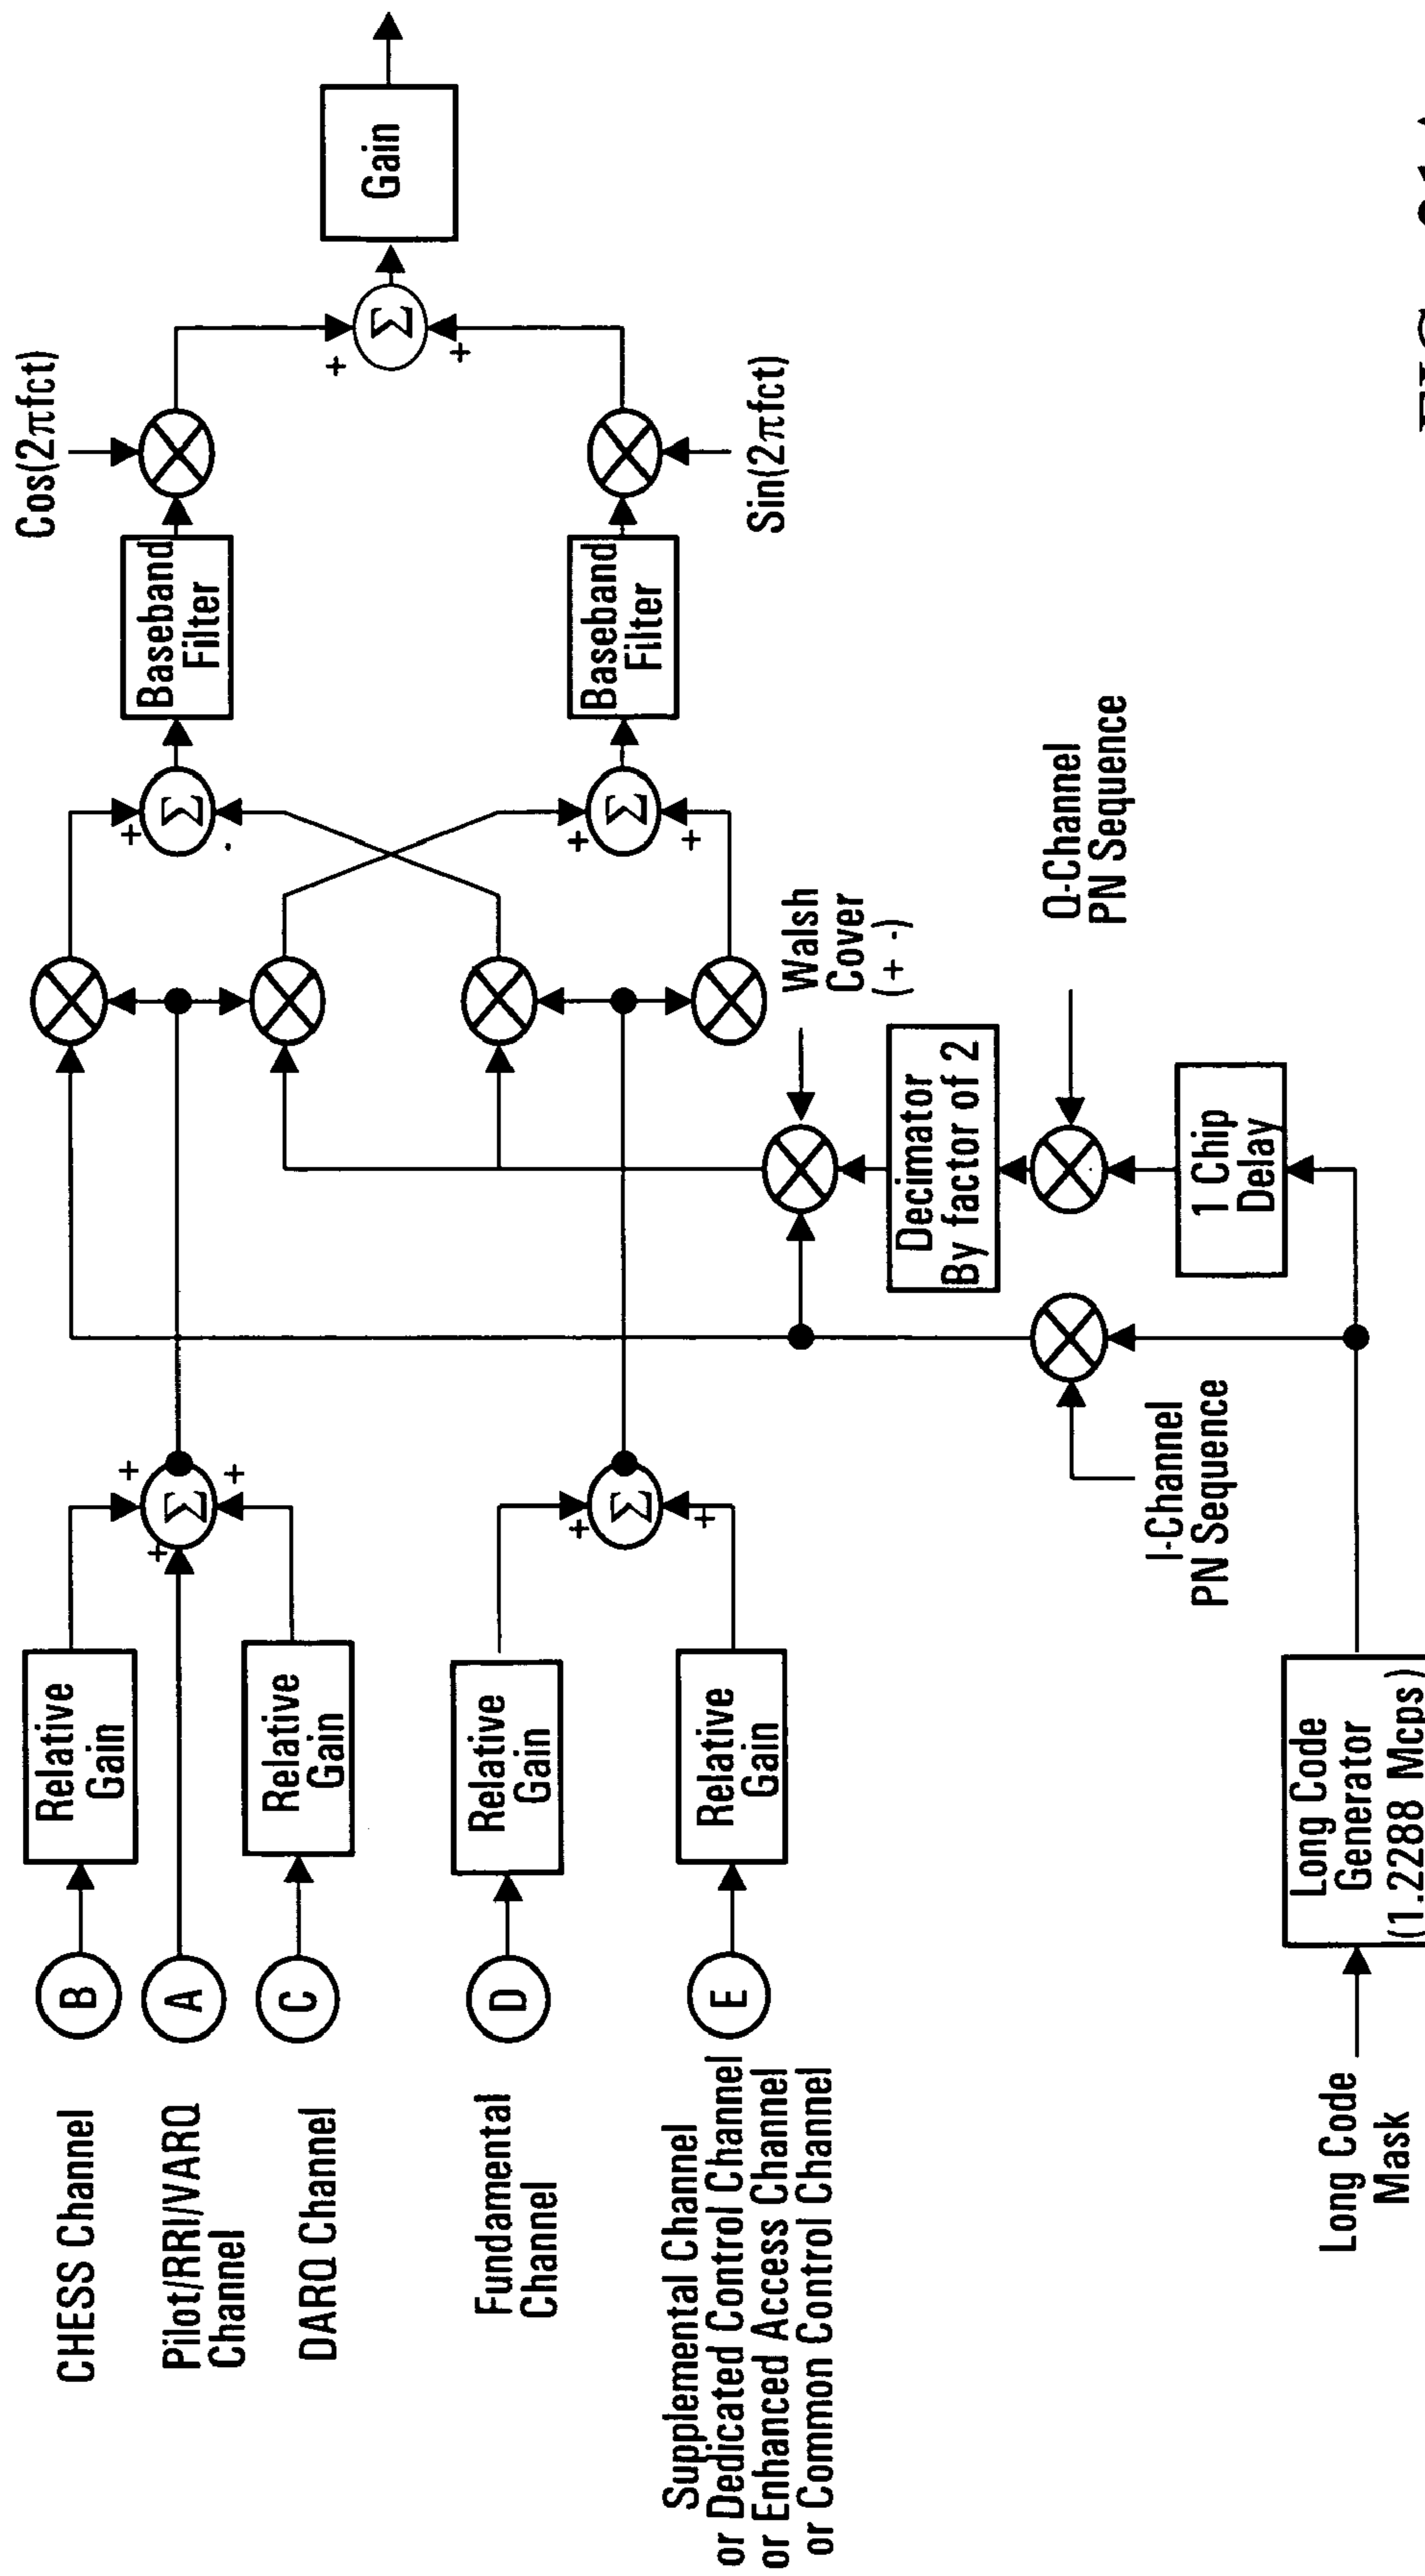 CHESS Channel
B
Relative
Gain
Pilot/RRI/VARQ
Channel
A
DARQ Channel
C
Relative
Gain
+
+
+
Σ
Fundamental
Channel
D
Relative
Gain
Supplemental Channel
or Dedicated Control Channel
or Enhanced Access Channel
or Common Control Channel
E
Relative
Gain
+
+
Σ
Long Code
Mask
Long Code
Generator
(1.2288 Mcps)
I-Channel
PN Sequence
1 Chip
Delay
Q-Channel
PN Sequence
Decimator
By factor of 2
Walsh
Cover
(+ -)
+
-
Σ
+
+
Σ
Baseband
Filter
Baseband
Filter
Cos(2πfct)
Sin(2πfct)
+
+
Σ
Gain